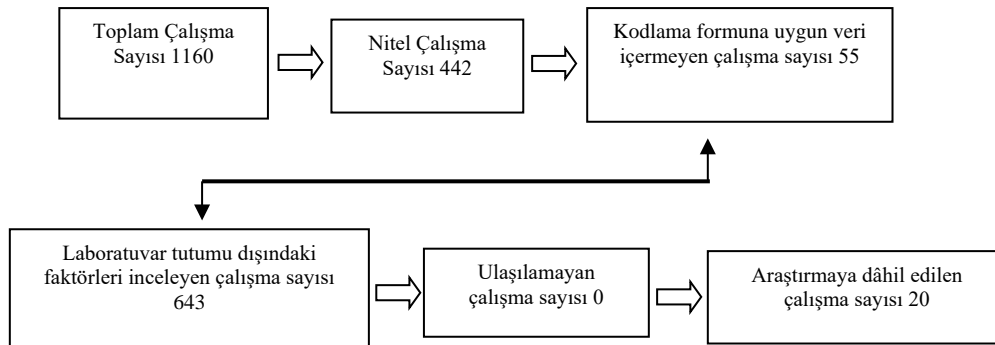 Toplam Çalışma
Sayısı 1160
Nitel Çalışma
Sayısı 442
Kodlama formuna uygun veri
içermeyen çalışma sayısı 55
Laboratuvar tutumu dışındaki
faktörleri inceleyen çalışma sayısı
643
Ulaşılamayan
çalışma sayısı 0
Araştırmaya dâhil edilen
çalışma sayısı 20